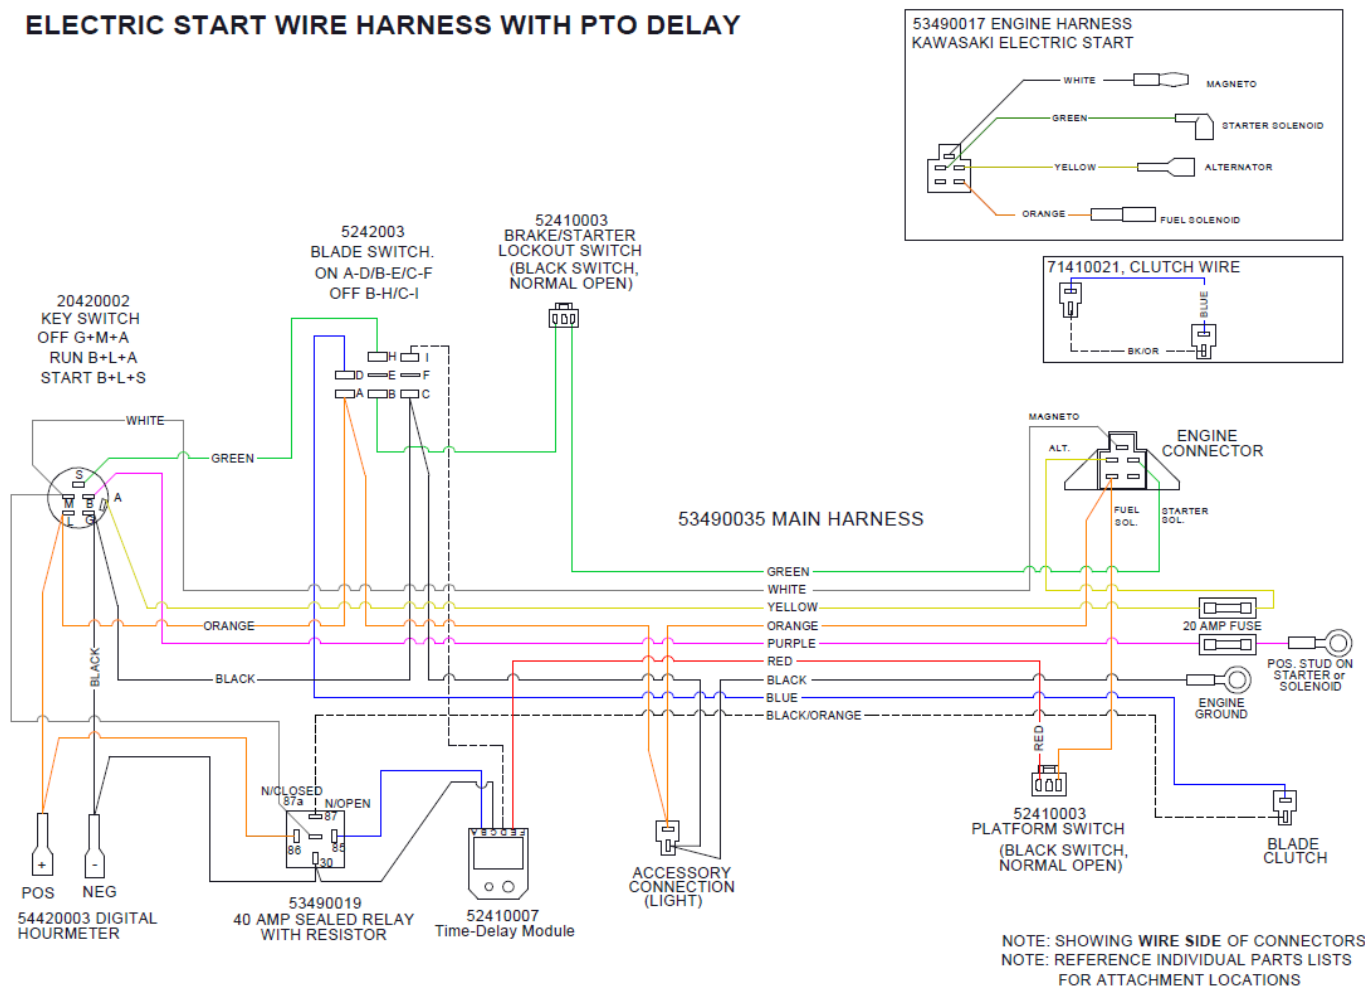 ELECTRIC START WIRE HARNESS WITH PTO DELAY
53490017 ENGINE HARNESS
KAWASAKI ELECTRIC START
WHITE
MAGNETO
GREEN
STARTER SOLENOID
YELLOW
ALTERNATOR
ORANGE
FUEL SOLENOID
71410021, CLUTCH WIRE
BLUE
BK/OR
52410003
BRAKE/STARTER
LOCKOUT SWITCH
(BLACK SWITCH,
NORMAL OPEN)
5242003
BLADE SWITCH.
ON A-D/B-E/C-F
OFF B-H/C-I
20420002
KEY SWITCH
OFF G+M+A
RUN B+L+A
START B+L+S
H I
D E F
A B C
WHITE
GREEN
S
M B A
L G
MAGNETO
ALT.
ENGINE
CONNECTOR
FUEL
SOL.
STARTER
SOL.
53490035 MAIN HARNESS
GREEN
WHITE
YELLOW
ORANGE
ORANGE
PURPLE
RED
BLACK
BLACK
BLACK
BLUE
BLACK/ORANGE
20 AMP FUSE
POS. STUD ON
STARTER or
SOLENOID
ENGINE
GROUND
RED
N/CLOSED
87a
N/OPEN
87
86
85
30
A B C D E F
+
-
POS
NEG
54420003 DIGITAL
HOURMETER
53490019
40 AMP SEALED RELAY
WITH RESISTOR
52410007
Time-Delay Module
ACCESSORY
CONNECTION
(LIGHT)
52410003
PLATFORM SWITCH
(BLACK SWITCH,
NORMAL OPEN)
BLADE
CLUTCH
NOTE: SHOWING WIRE SIDE OF CONNECTORS
NOTE: REFERENCE INDIVIDUAL PARTS LISTS
FOR ATTACHMENT LOCATIONS